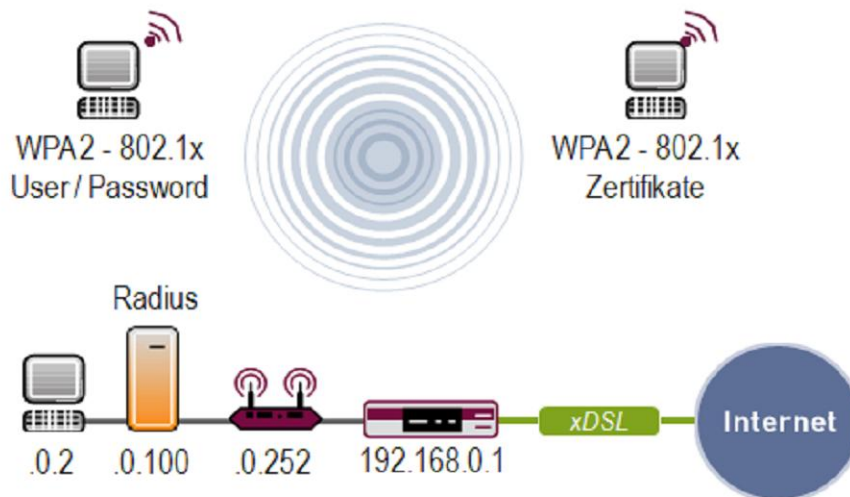 WPA2 - 802.1x
User / Password
WPA2 - 802.1x
Zertifikate
Radius
xDSL
Internet
.0.2
.0.100
.0.252
192.168.0.1